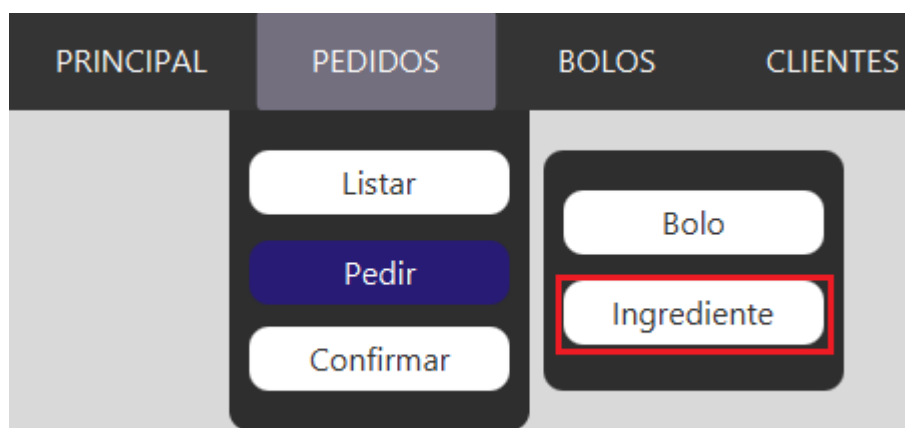 PRINCIPAL PEDIDOS BOLOS CLIENTES
Listar
Pedir
Confirmar
Bolo
Ingrediente